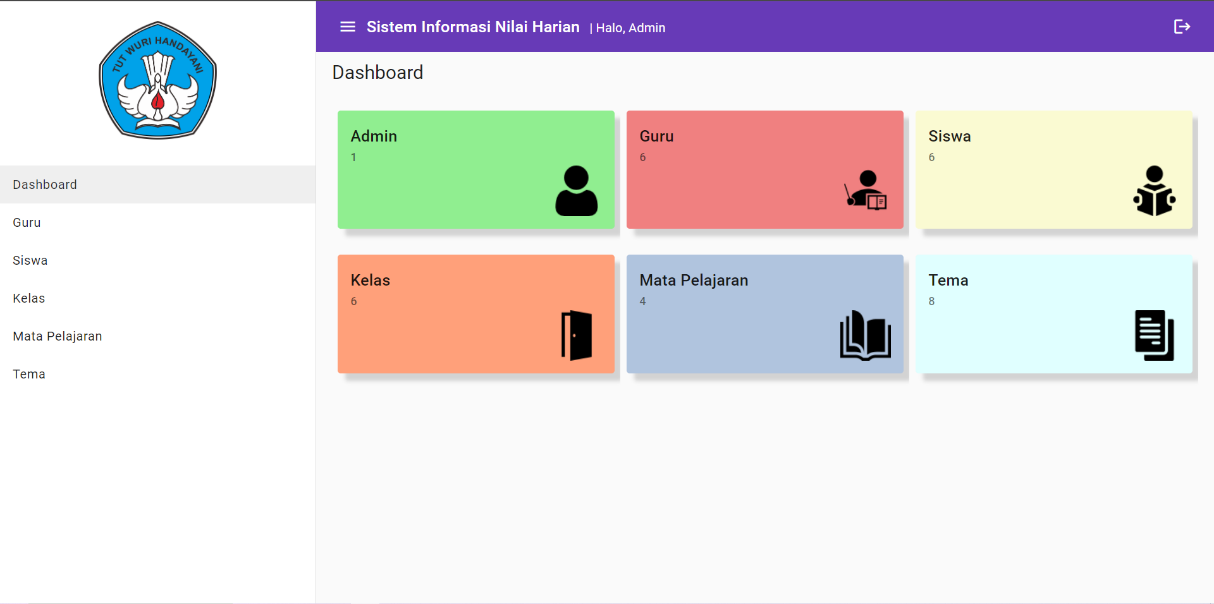 TUT WURI HANDAYANI
Sistem Informasi Nilai Harian | Halo, Admin
Dashboard
Guru
Siswa
Kelas
Mata Pelajaran
Tema
Dashboard
Admin
1
Guru
6
Siswa
6
Kelas
6
Mata Pelajaran
4
Tema
8